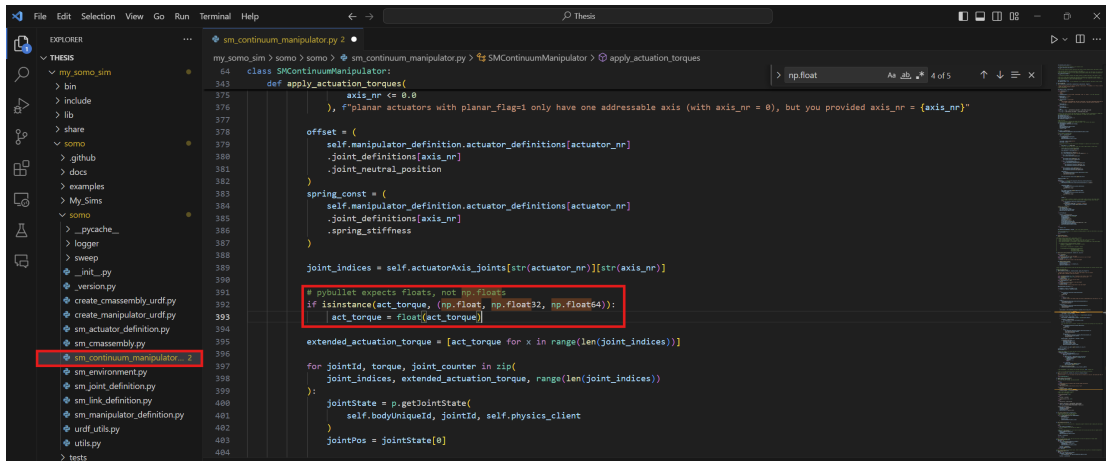 File Edit Selection View Go Run Terminal Help
Thesis
EXPLORER
THESIS
my_somo_sim
bin
include
lib
share
somo
.github
docs
examples
My_Sims
somo
__pycache__
logger
sweep
__init__.py
_version.py
create_cmassembly_urdf.py
create_manipulator_urdf.py
sm_actuator_definition.py
sm_cmassembly.py
sm_continuum_manipulator... 2
sm_environment.py
sm_joint_definition.py
sm_link_definition.py
sm_manipulator_definition.py
urdf_utils.py
utils.py
tests
sm_continuum_manipulator.py 2
my_somo_sim > somo > somo > sm_continuum_manipulator.py > SMContinuumManipulator > apply_actuation_torques
np.float
Aa ab 4 of 5
64 class SMContinuumManipulator:
343 def apply_actuation_torques(
375 axis_nr <= 0.0
376 ), f"planar actuators with planar_flag=1 only have one addressable axis (with axis_nr = 0), but you provided axis_nr = {axis_nr}"
377
378 offset = (
379 self.manipulator_definition.actuator_definitions[actuator_nr]
380 .joint_definitions[axis_nr]
381 .joint_neutral_position
382 )
383 spring_const = (
384 self.manipulator_definition.actuator_definitions[actuator_nr]
385 .joint_definitions[axis_nr]
386 .spring_stiffness
387 )
388
389 joint_indices = self.actuatorAxis_joints[str(actuator_nr)][str(axis_nr)]
390
391 # pybullet expects floats, not np.floats
392 if isinstance(act_torque, (np.float, np.float32, np.float64)):
393 act_torque = float(act_torque)
394
395 extended_actuation_torque = [act_torque for x in range(len(joint_indices))]
396
397 for jointId, torque, joint_counter in zip(
398 joint_indices, extended_actuation_torque, range(len(joint_indices))
399 ):
400 jointState = p.getJointState(
401 self.bodyUniqueId, jointId, self.physics_client
402 )
403 jointPos = jointState[0]
404